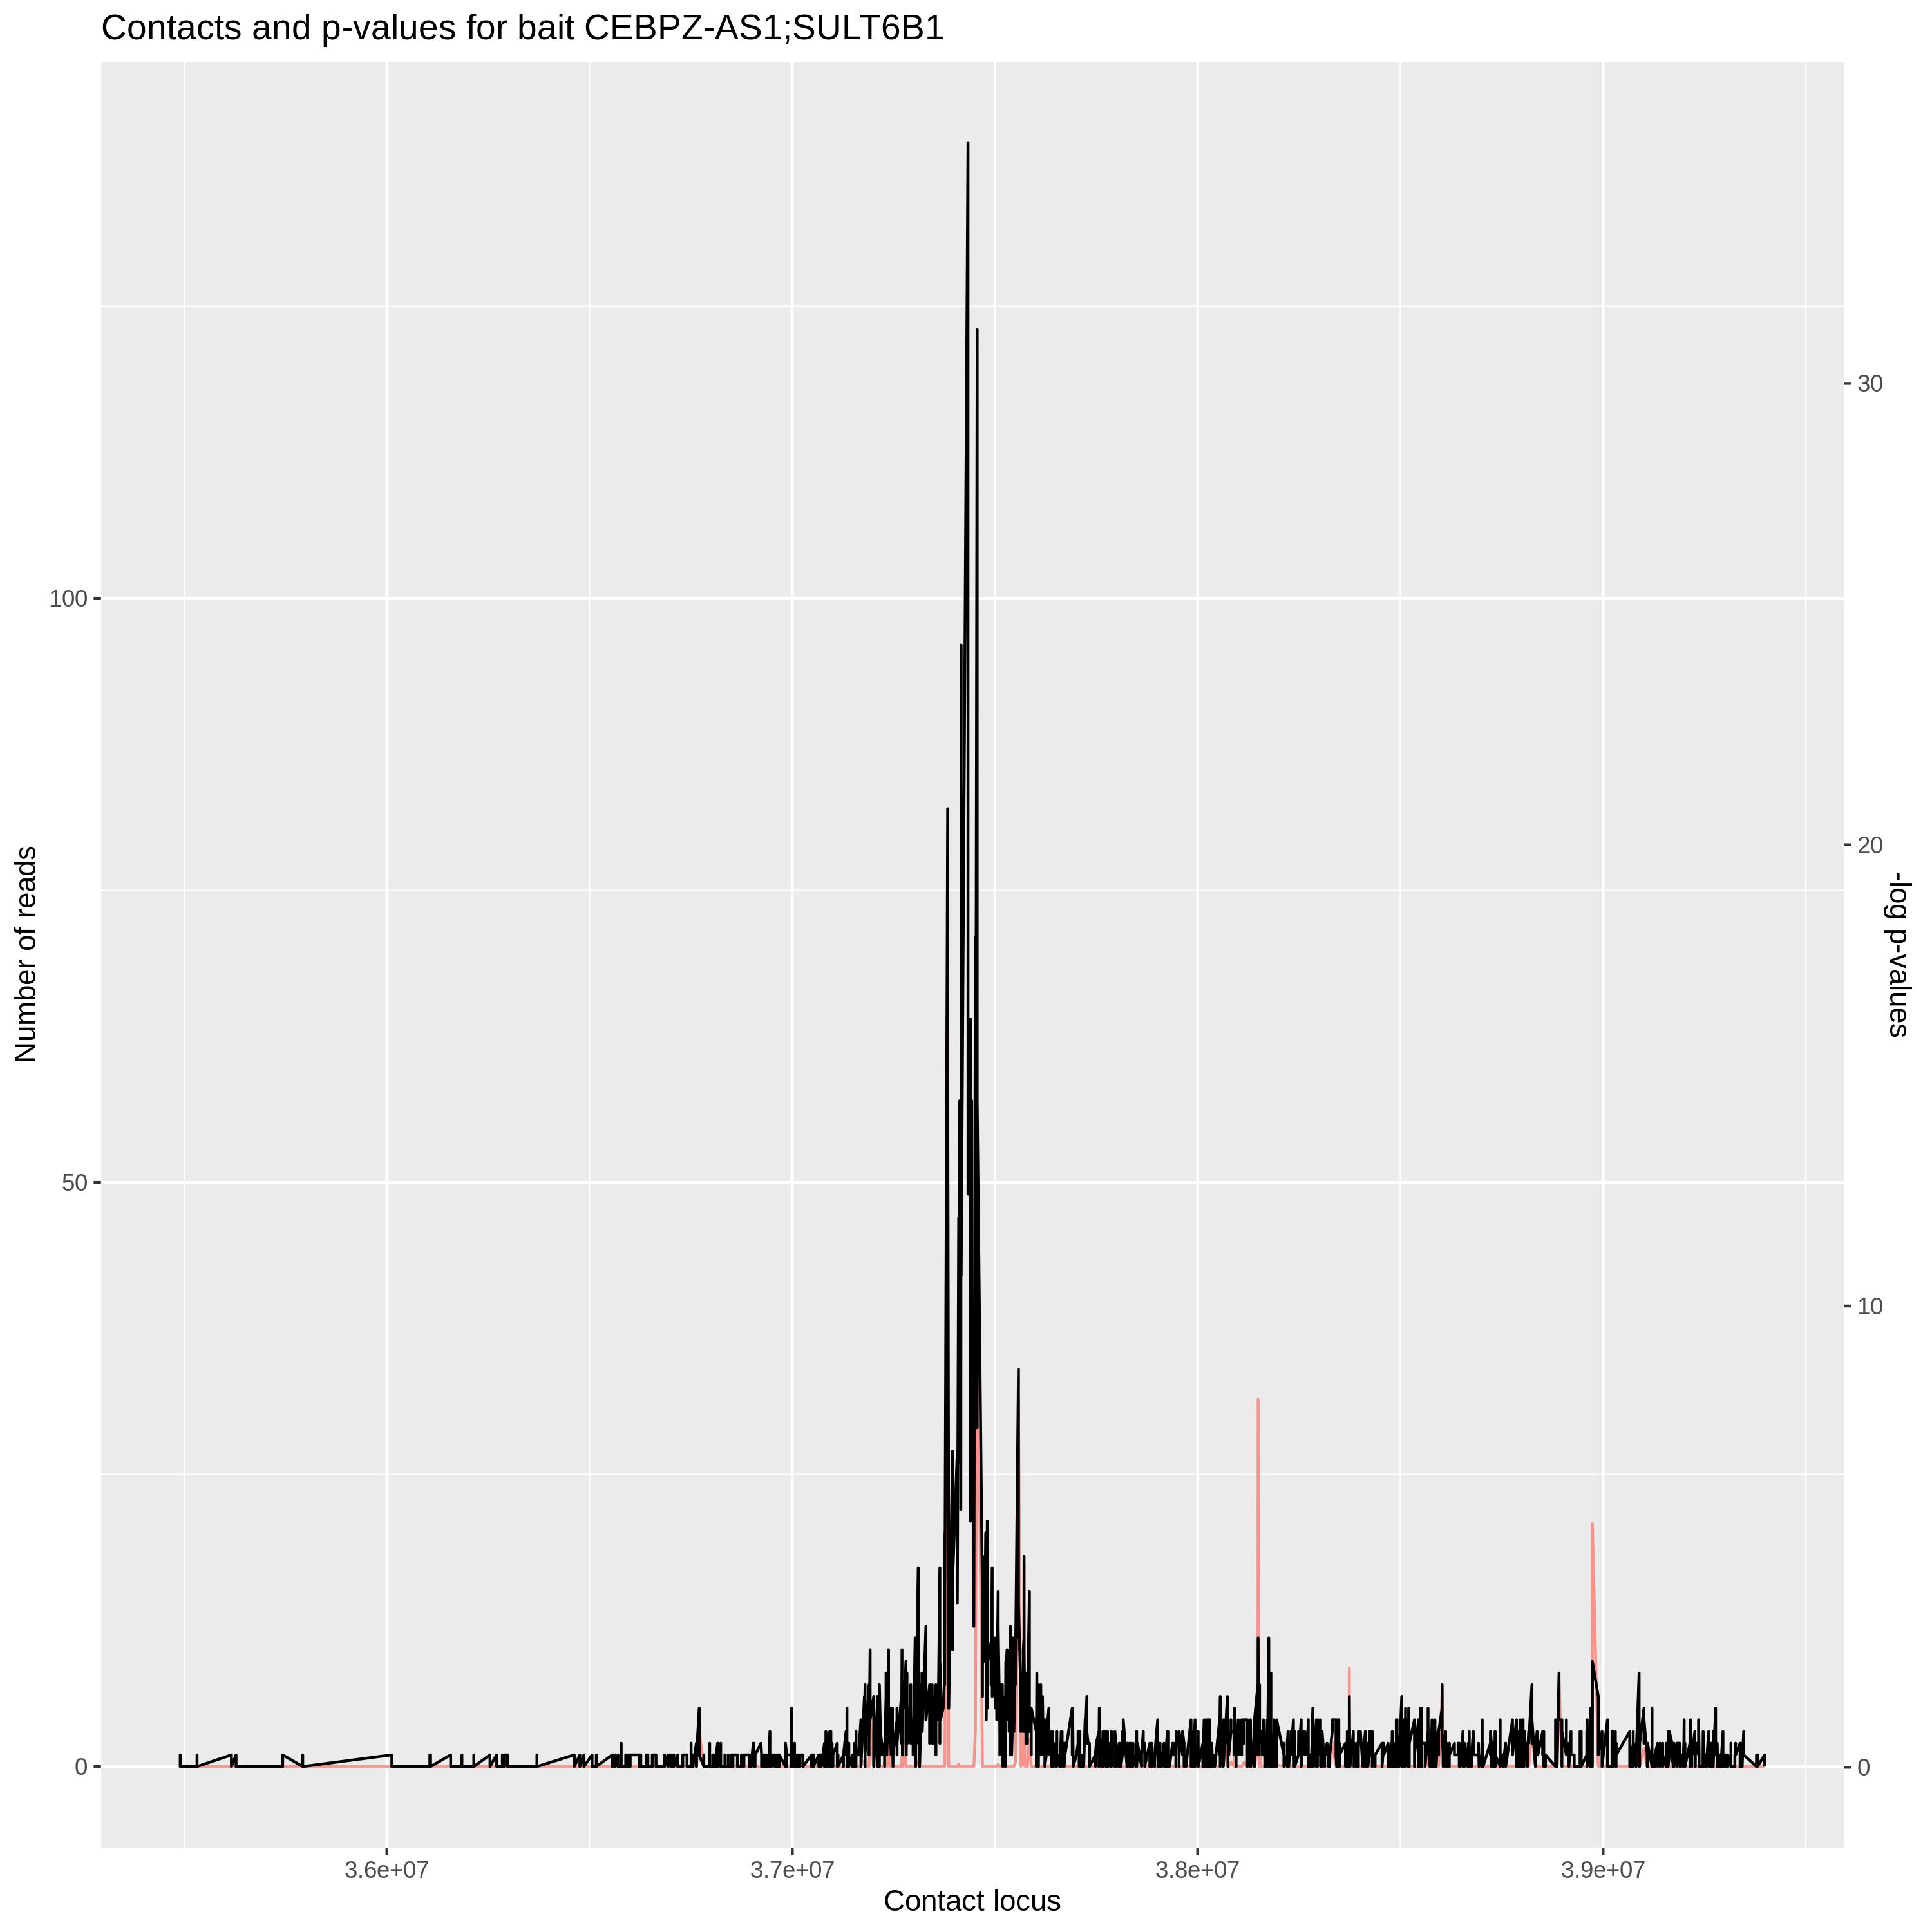 Contacts and p-values for bait CEBPZ-AS1;SULT6B1
Number of reads
100
50
0
30
20
10
0
-log p-values
3.6e+07
3.7e+07
3.8e+07
3.9e+07
Contact locus